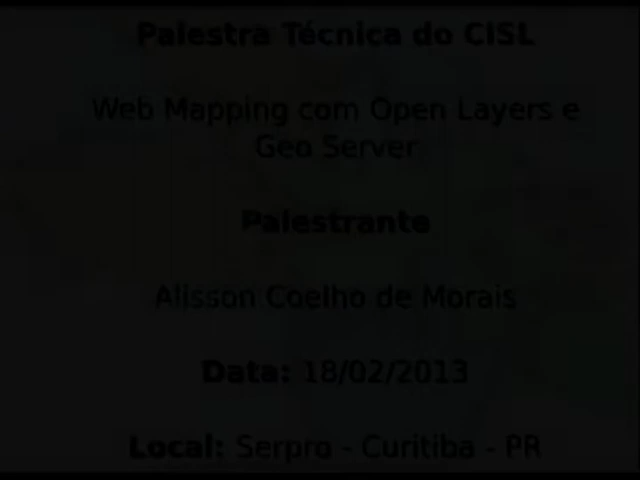 Palestra Técnica do CISL
Web Mapping com Open Layers e
Geo Server
Palestrante
Alisson Coelho de Morais
Data: 18/02/2013
Local: Serpro - Curitiba - PR